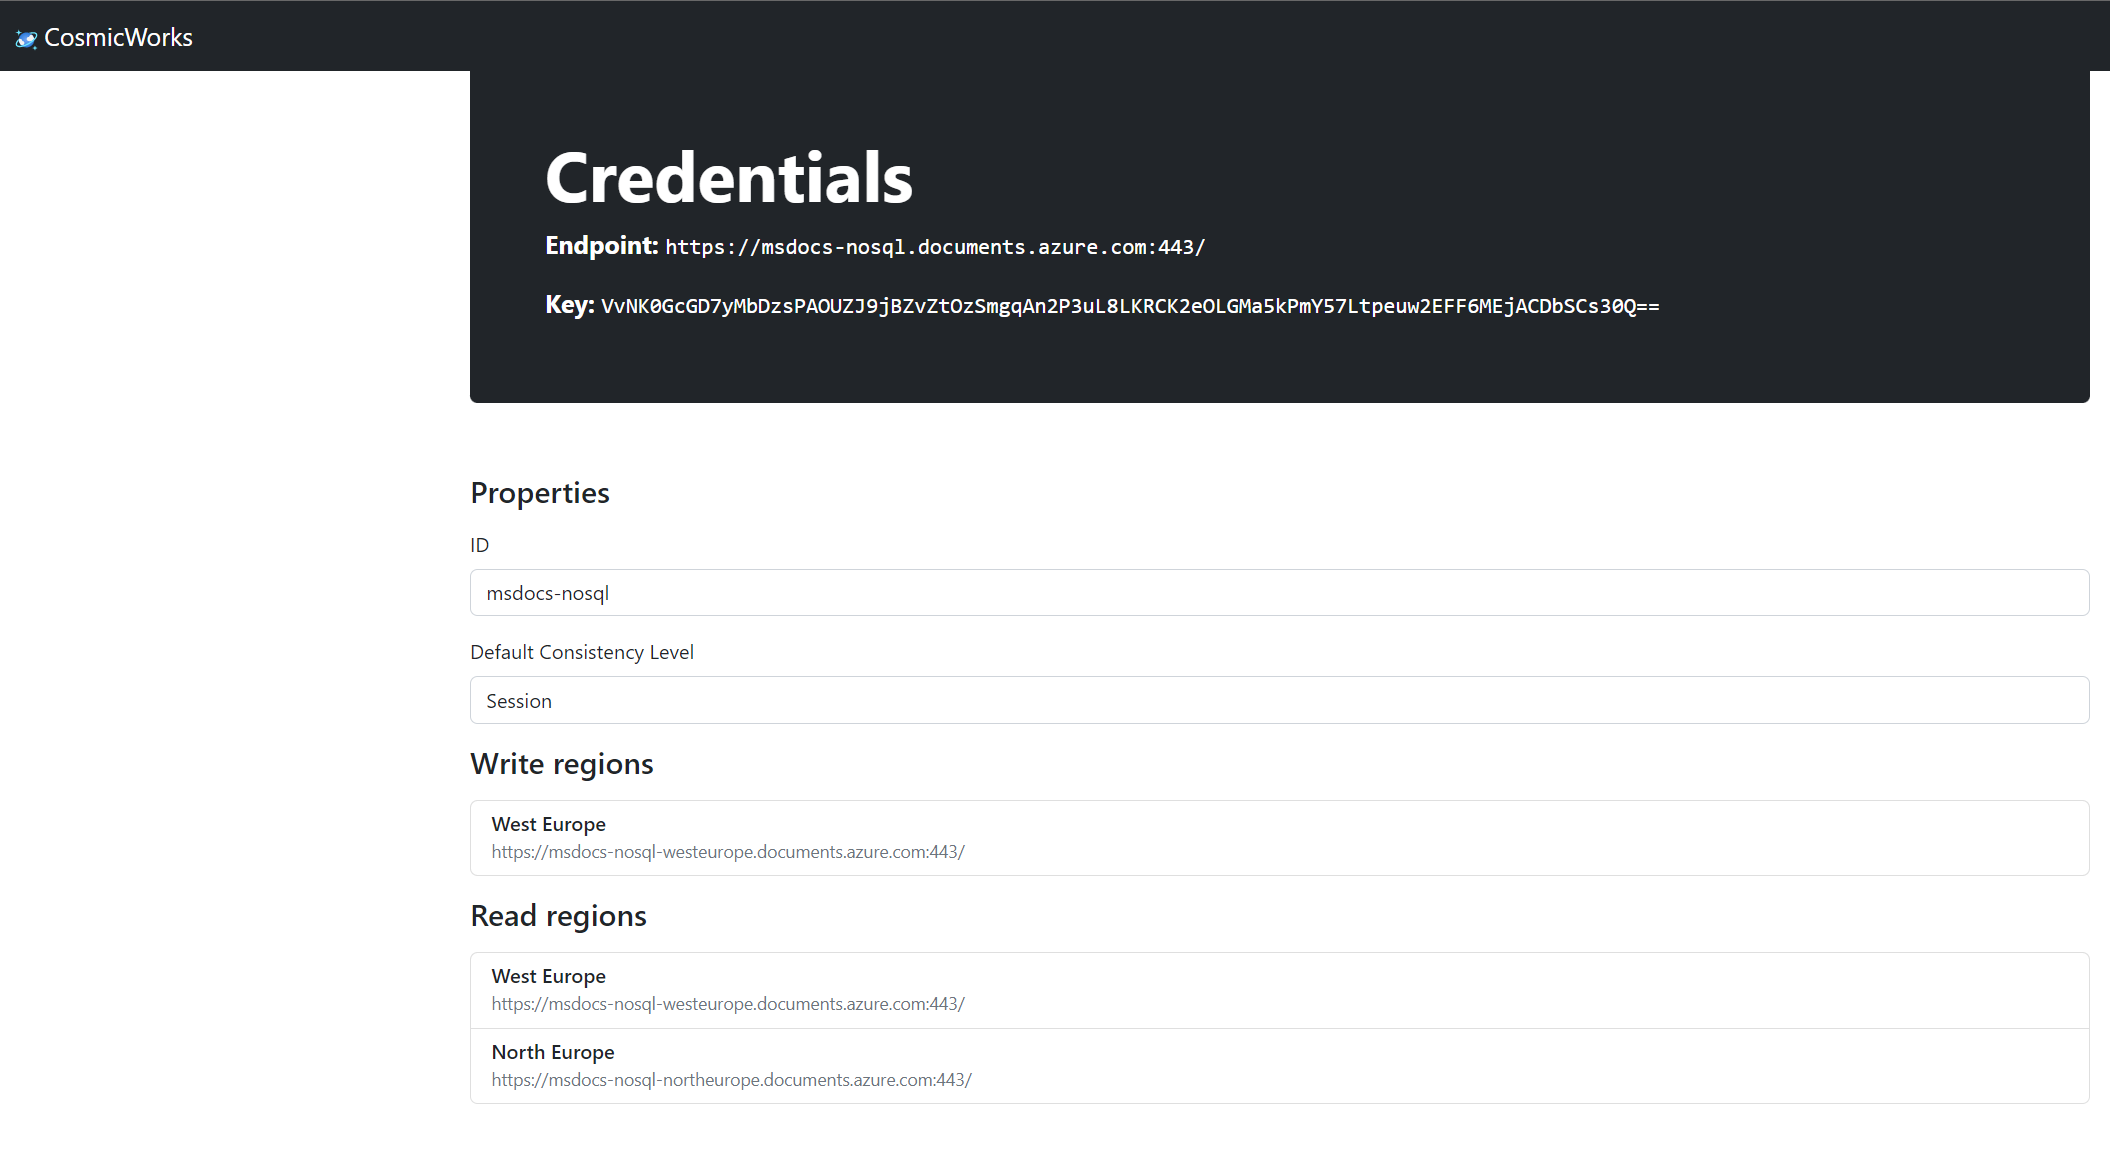 CosmicWorks
Credentials
Endpoint: https://msdocs-nosql.documents.azure.com:443/
Key: VvNK0GcGD7yMbDzsPAOUZJ9jBZvZtOzSmgqAn2P3uL8LKRCK2eOLGMa5kPmY57Ltpeuw2EFF6MEjACDbSCs30Q==
Properties
ID
msdocs-nosql
Default Consistency Level
Session
Write regions
West Europe
https://msdocs-nosql-westeurope.documents.azure.com:443/
Read regions
West Europe
https://msdocs-nosql-westeurope.documents.azure.com:443/
North Europe
https://msdocs-nosql-northeurope.documents.azure.com:443/